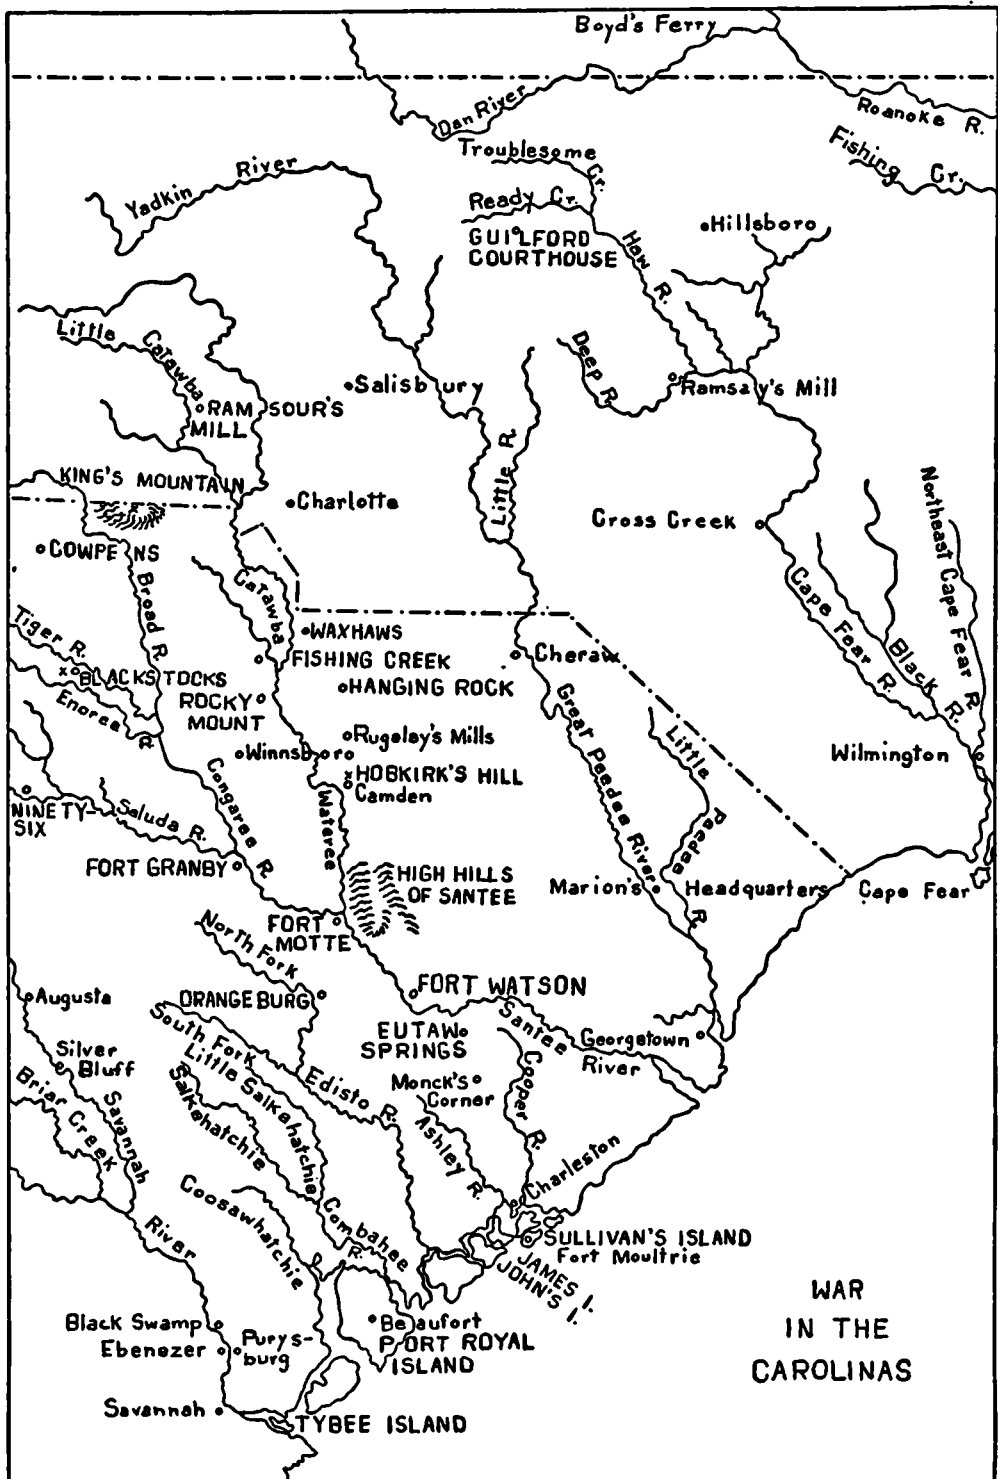 Boyd's Ferry
Dan River
Roanoke R.
Troublesome Cr.
Fishing Cr.
Yadkin River
Ready Cr.
Hillsboro
GUILFORD
COURTHOUSE
Haw R.
Little Catawba
Deep R.
Salisbury
Ramsay's Mill
RAMSOUR'S
MILL
Little R.
KING'S MOUNTAIN
Charlotte
Cross Creek
Northeast Cape Fear R.
COWPENS
Broad R.
Catawba
Cape Fear R.
Black R.
Tiger R.
WAXHAWS
Cheraw
FISHING CREEK
BLACKSTOCKS
HANGING ROCK
ROCKY
MOUNT
Enoree R.
Great Peedee River
Little Peedee R.
Rugeley's Mills
Winnsboro
Wilmington
HOBKIRK'S HILL
Camden
Congaree R.
Wateree
NINETY-
SIX
Saluda R.
FORT GRANBY
HIGH HILLS
OF SANTEE
Marion's Headquarters
Cape Fear
FORT
MOTTE
North Fork
FORT WATSON
Augusta
ORANGEBURG
South Fork
EUTAW
SPRINGS
Santee River
Georgetown
Silver
Bluff
Little Salkehatchie
Edisto R.
Monck's
Corner
Cooper R.
Briar Creek
Savannah River
Salkehatchie
Ashley R.
Charleston
Coosawhatchie
Combahee R.
SULLIVAN'S ISLAND
Fort Moultrie
JAMES I.
JOHN'S I.
WAR
IN THE
CAROLINAS
Black Swamp
Beaufort
Ebenezer
Purys-
burg
PORT ROYAL
ISLAND
Savannah
TYBEE ISLAND